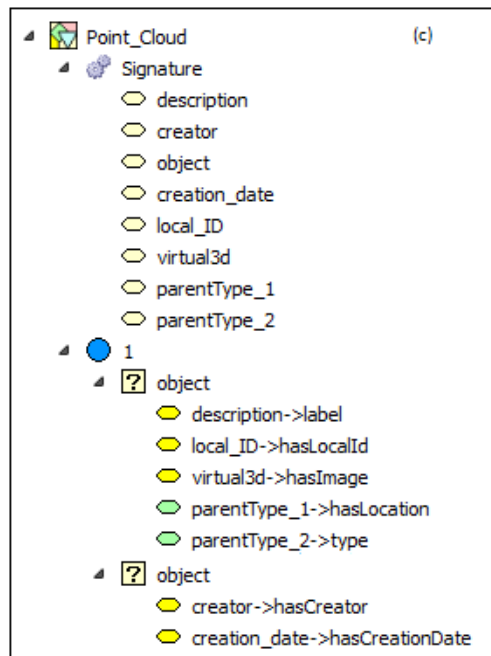 Point_Cloud (c)
Signature
description
creator
object
creation_date
local_ID
virtual3d
parentType_1
parentType_2
1
? object
description->label
local_ID->hasLocalId
virtual3d->hasImage
parentType_1->hasLocation
parentType_2->type
? object
creator->hasCreator
creation_date->hasCreationDate